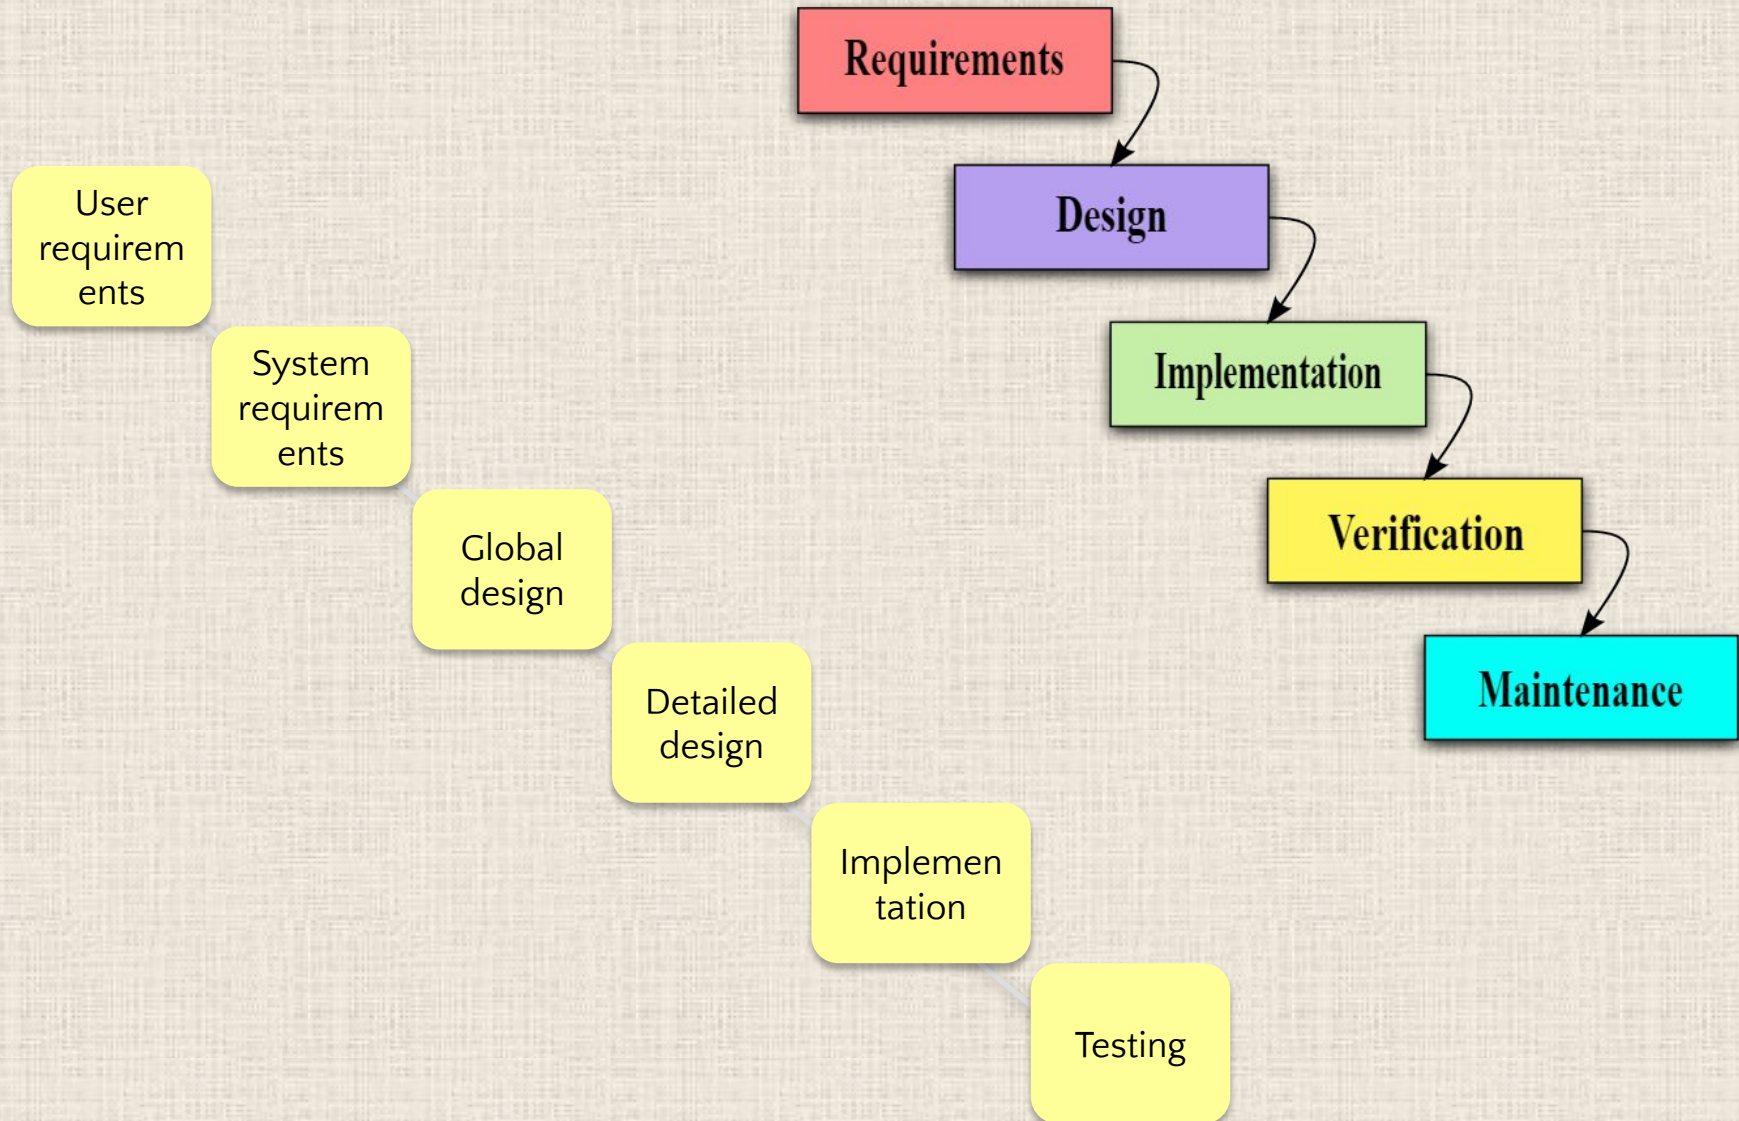 Requirements
Design
Implementation
Verification
Maintenance
User
requirem
ents
System
requirem
ents
Global
design
Detailed
design
Implemen
tation
Testing